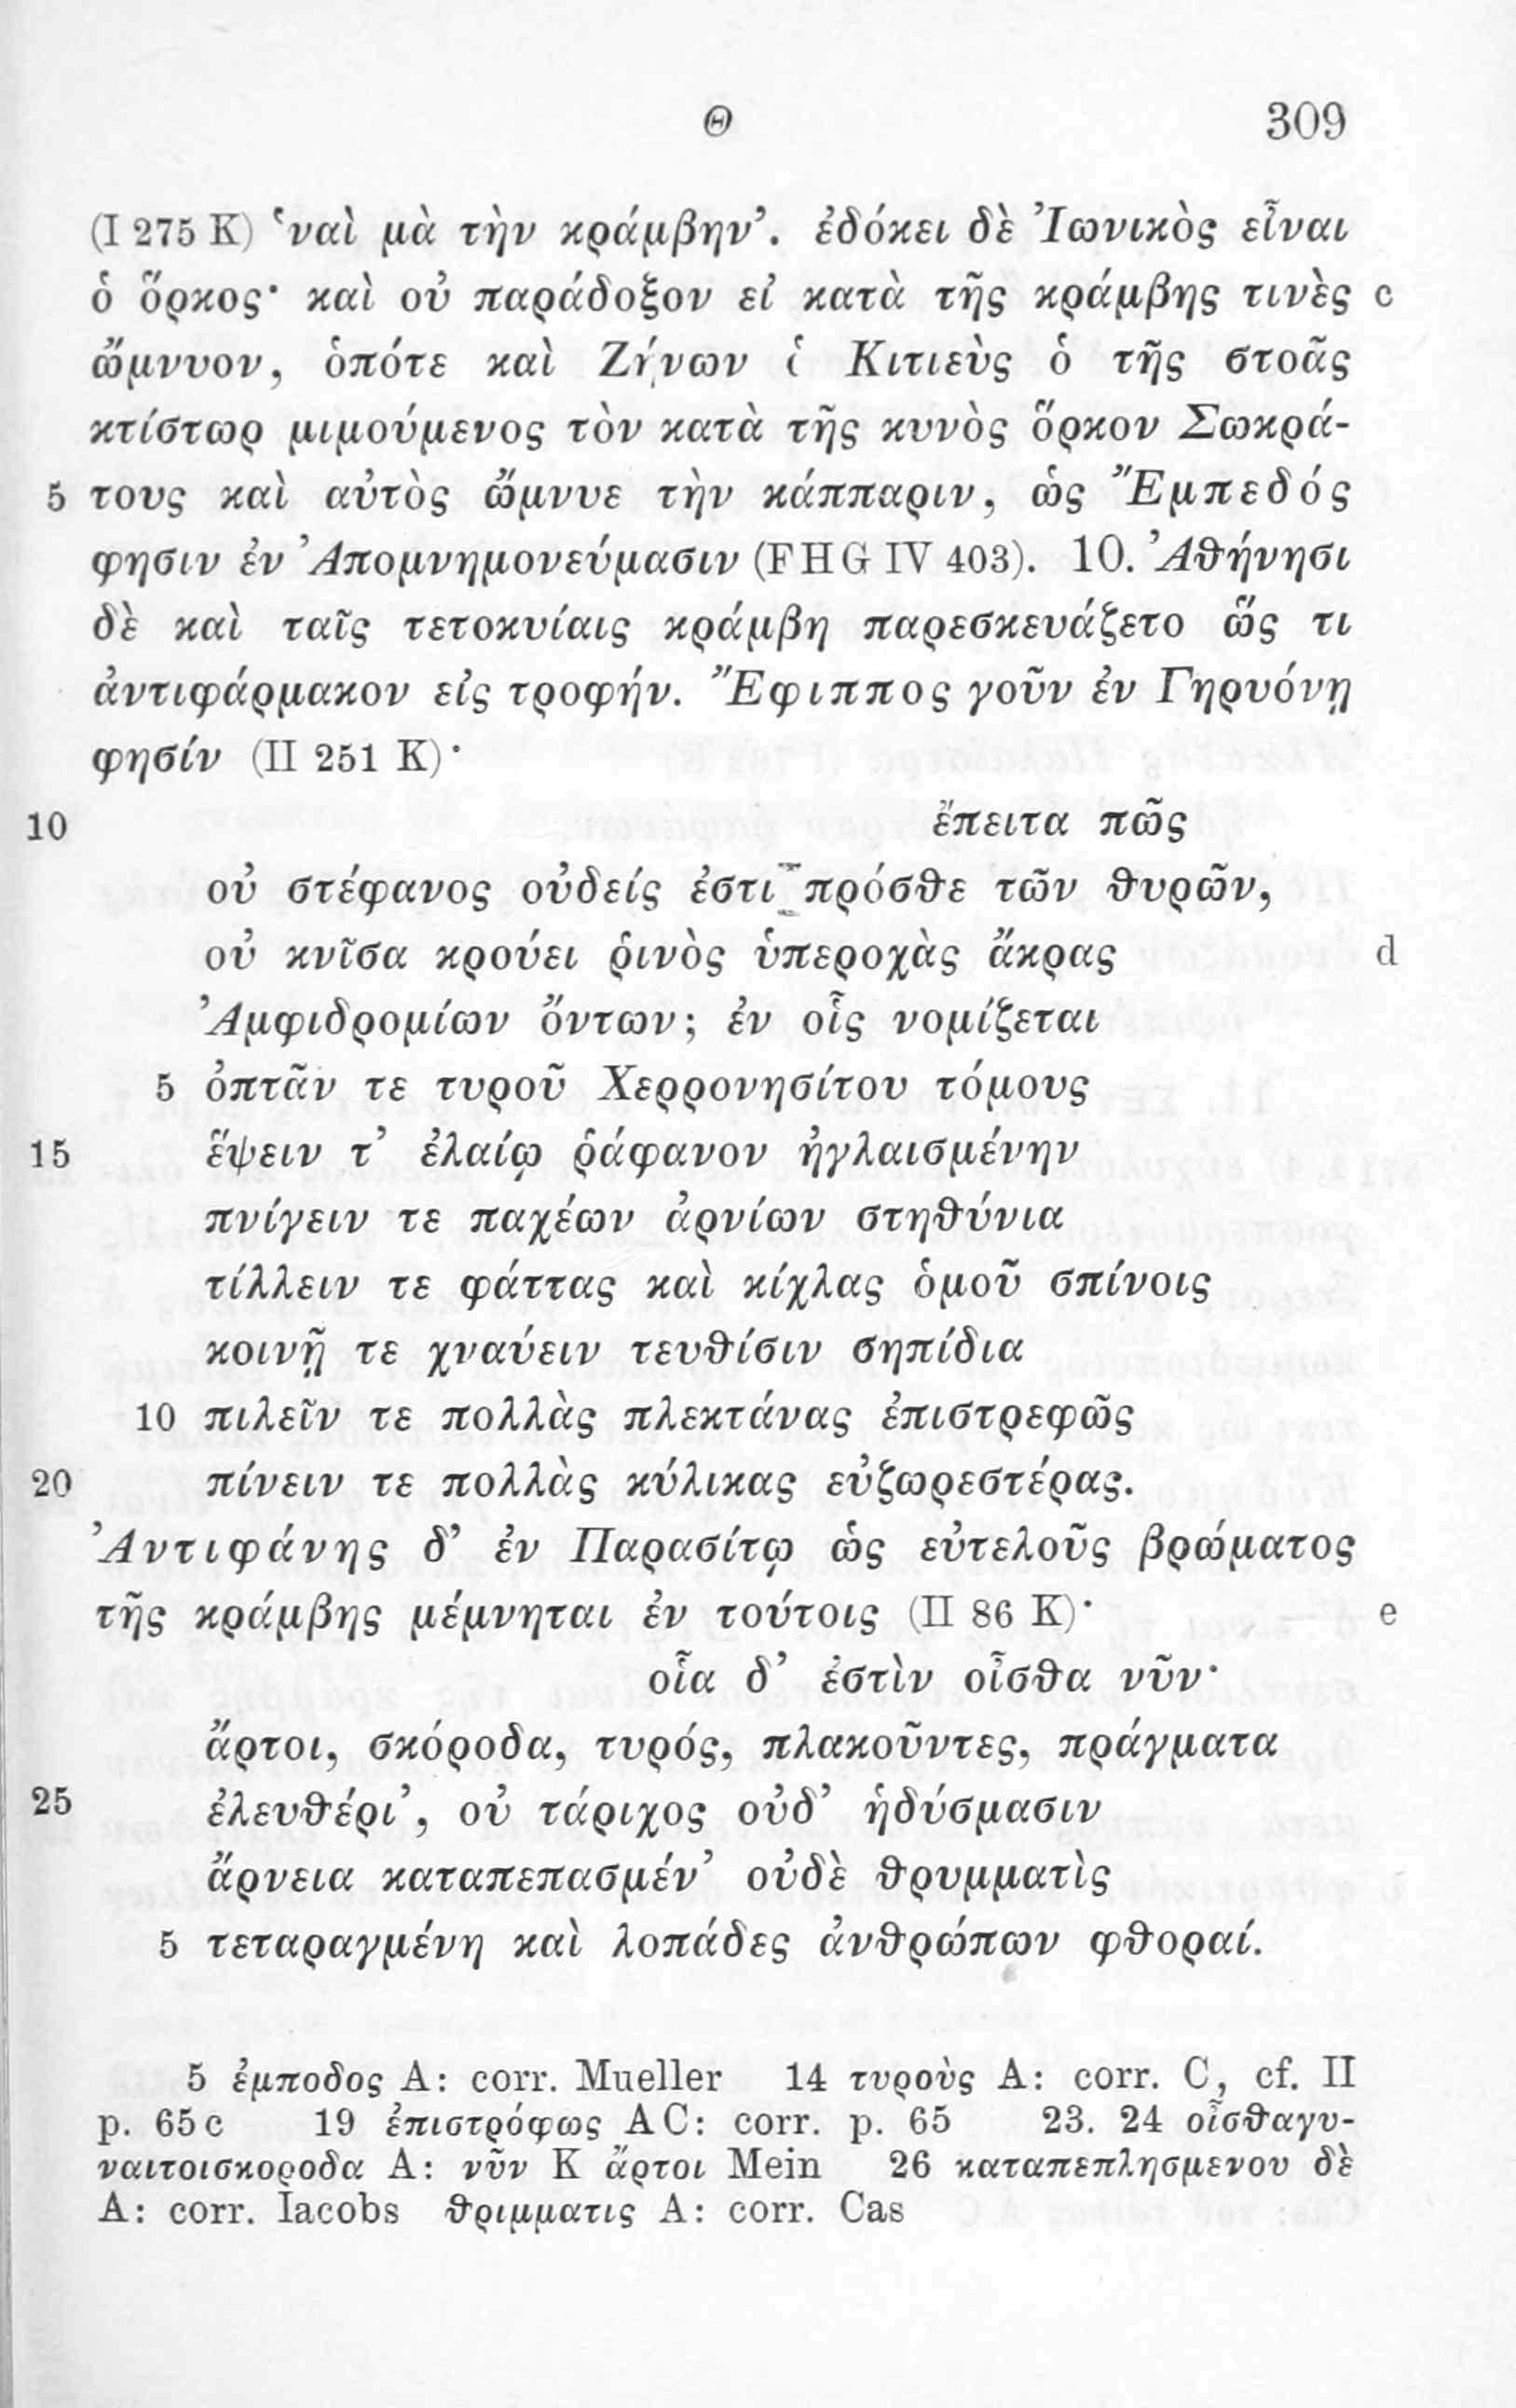 Θ 309
(I 275 K) ‛ναὶ μὰ τὴν κράμβην’. ἐδόκει δὲ Ἰωνικὸς εἶναι
ὁ ὅρκος· καὶ οὐ παράδοξον εἰ κατὰ τῆς κράμβης τινὲς c
ὤμνυον, ὁπότε καὶ Ζήνων ὁ Κιτιεὺς ὁ τῆς στοᾶς
κτίστωρ μιμούμενος τὸν κατὰ τῆς κυνὸς ὅρκον Σωκρά-
5 τους καὶ αὐτὸς ὤμνυε τὴν κάππαριν, ὡς Ἔμπεδός
φησιν ἐν Ἀπομνημονεύμασιν (FHG IV 403). 10. Ἀθήνησι
δὲ καὶ ταῖς τετοκυίαις κράμβη παρεσκευάζετο ὥς τι
ἀντιφάρμακον εἰς τροφήν. Ἔφιππος γοῦν ἐν Γηρυόνῃ
φησίν (II 251 K)·
10 ἔπειτα πῶς
οὐ στέφανος οὐδείς ἐστι πρόσθε τῶν θυρῶν,
οὐ κνῖσα κρούει ῥινὸς ὑπεροχὰς ἄκρας d
Ἀμφιδρομίων ὄντων; ἐν οἷς νομίζεται
5 ὀπτᾶν τε τυροῦ Χερρονησίτου τόμους
15 ἕψειν τ’ ἐλαίῳ ῥάφανον ἠγλαισμένην
πνίγειν τε παχέων ἀρνίων στηθύνια
τίλλειν τε φάττας καὶ κίχλας ὁμοῦ σπίνοις
κοινῇ τε χναύειν τευθίσιν σηπίδια
10 πιλεῖν τε πολλὰς πλεκτάνας ἐπιστρεφῶς
20 πίνειν τε πολλὰς κύλικας εὐζωρεστέρας.
Ἀντιφάνης δ’ ἐν Παρασίτῳ ὡς εὐτελοῦς βρώματος
τῆς κράμβης μέμνηται ἐν τούτοις (II 86 K)· e
οἷα δ’ ἐστὶν οἶσθα νῦν·
ἄρτοι, σκόροδα, τυρός, πλακοῦντες, πράγματα
25 ἐλευθέρι’, οὐ τάριχος οὐδ’ ἡδύσμασιν
ἄρνεια καταπεπασμέν’ οὐδὲ θρυμματὶς
5 τεταραγμένη καὶ λοπάδες ἀνθρώπων φθοραί.
5 ἐμποδος A: corr. Mueller 14 τυροὺς A: corr. C, cf. II
p. 65 c 19 ἐπιστρόφως AC: corr. p. 65 23. 24 οἶσθαγυ-
ναιτοισκοροδα A: νῦν K ἄρτοι Mein 26 καταπεπλησμενου δὲ
A: corr. Iacobs θριμματις A: corr. Cas